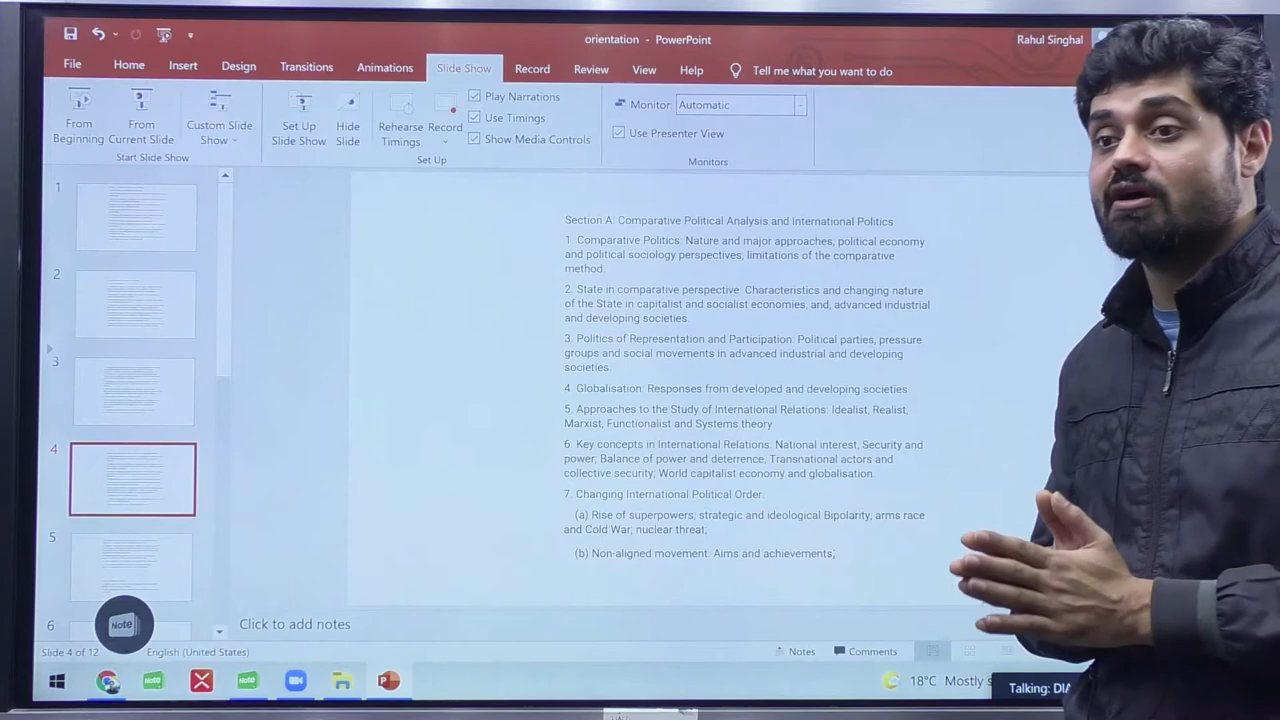 orientation - PowerPoint
Rahul Singhal
File Home Insert Design Transitions Animations Slide Show Record Review View Help Tell me what you want to do
From Beginning
From Current Slide
Custom Slide Show
Start Slide Show
Set Up Slide Show
Hide Slide
Rehearse Timings
Record
Play Narrations
Use Timings
Show Media Controls
Set Up
Monitor: Automatic
Use Presenter View
Monitors
1
2
3
4
5
6
Section A: Comparative Political Analysis and International Politics
1. Comparative Politics: Nature and major approaches; political economy
and political sociology perspectives; limitations of the comparative
method.
2. State in comparative perspective: Characteristics and changing nature
of the State in capitalist and socialist economies, and, advanced industrial
and developing societies.
3. Politics of Representation and Participation: Political parties, pressure
groups and social movements in advanced industrial and developing
societies.
4. Globalisation: Responses from developed and developing societies
5. Approaches to the Study of International Relations: Idealist, Realist,
Marxist, Functionalist and Systems theory.
6. Key concepts in International Relations: National interest, Security and
power; Balance of power and deterrence; Transnational actors and
collective security; World capitalist economy and globalisation.
7. Changing International Political Order:
(a) Rise of superpowers; strategic and ideological Bipolarity, arms race
and Cold War; nuclear threat;
(b) Non-aligned movement: Aims and achievements;
Note
Click to add notes
Slide 4 of 12 English (United States)
Notes Comments
Note
Note
18°C Mostly
Talking: